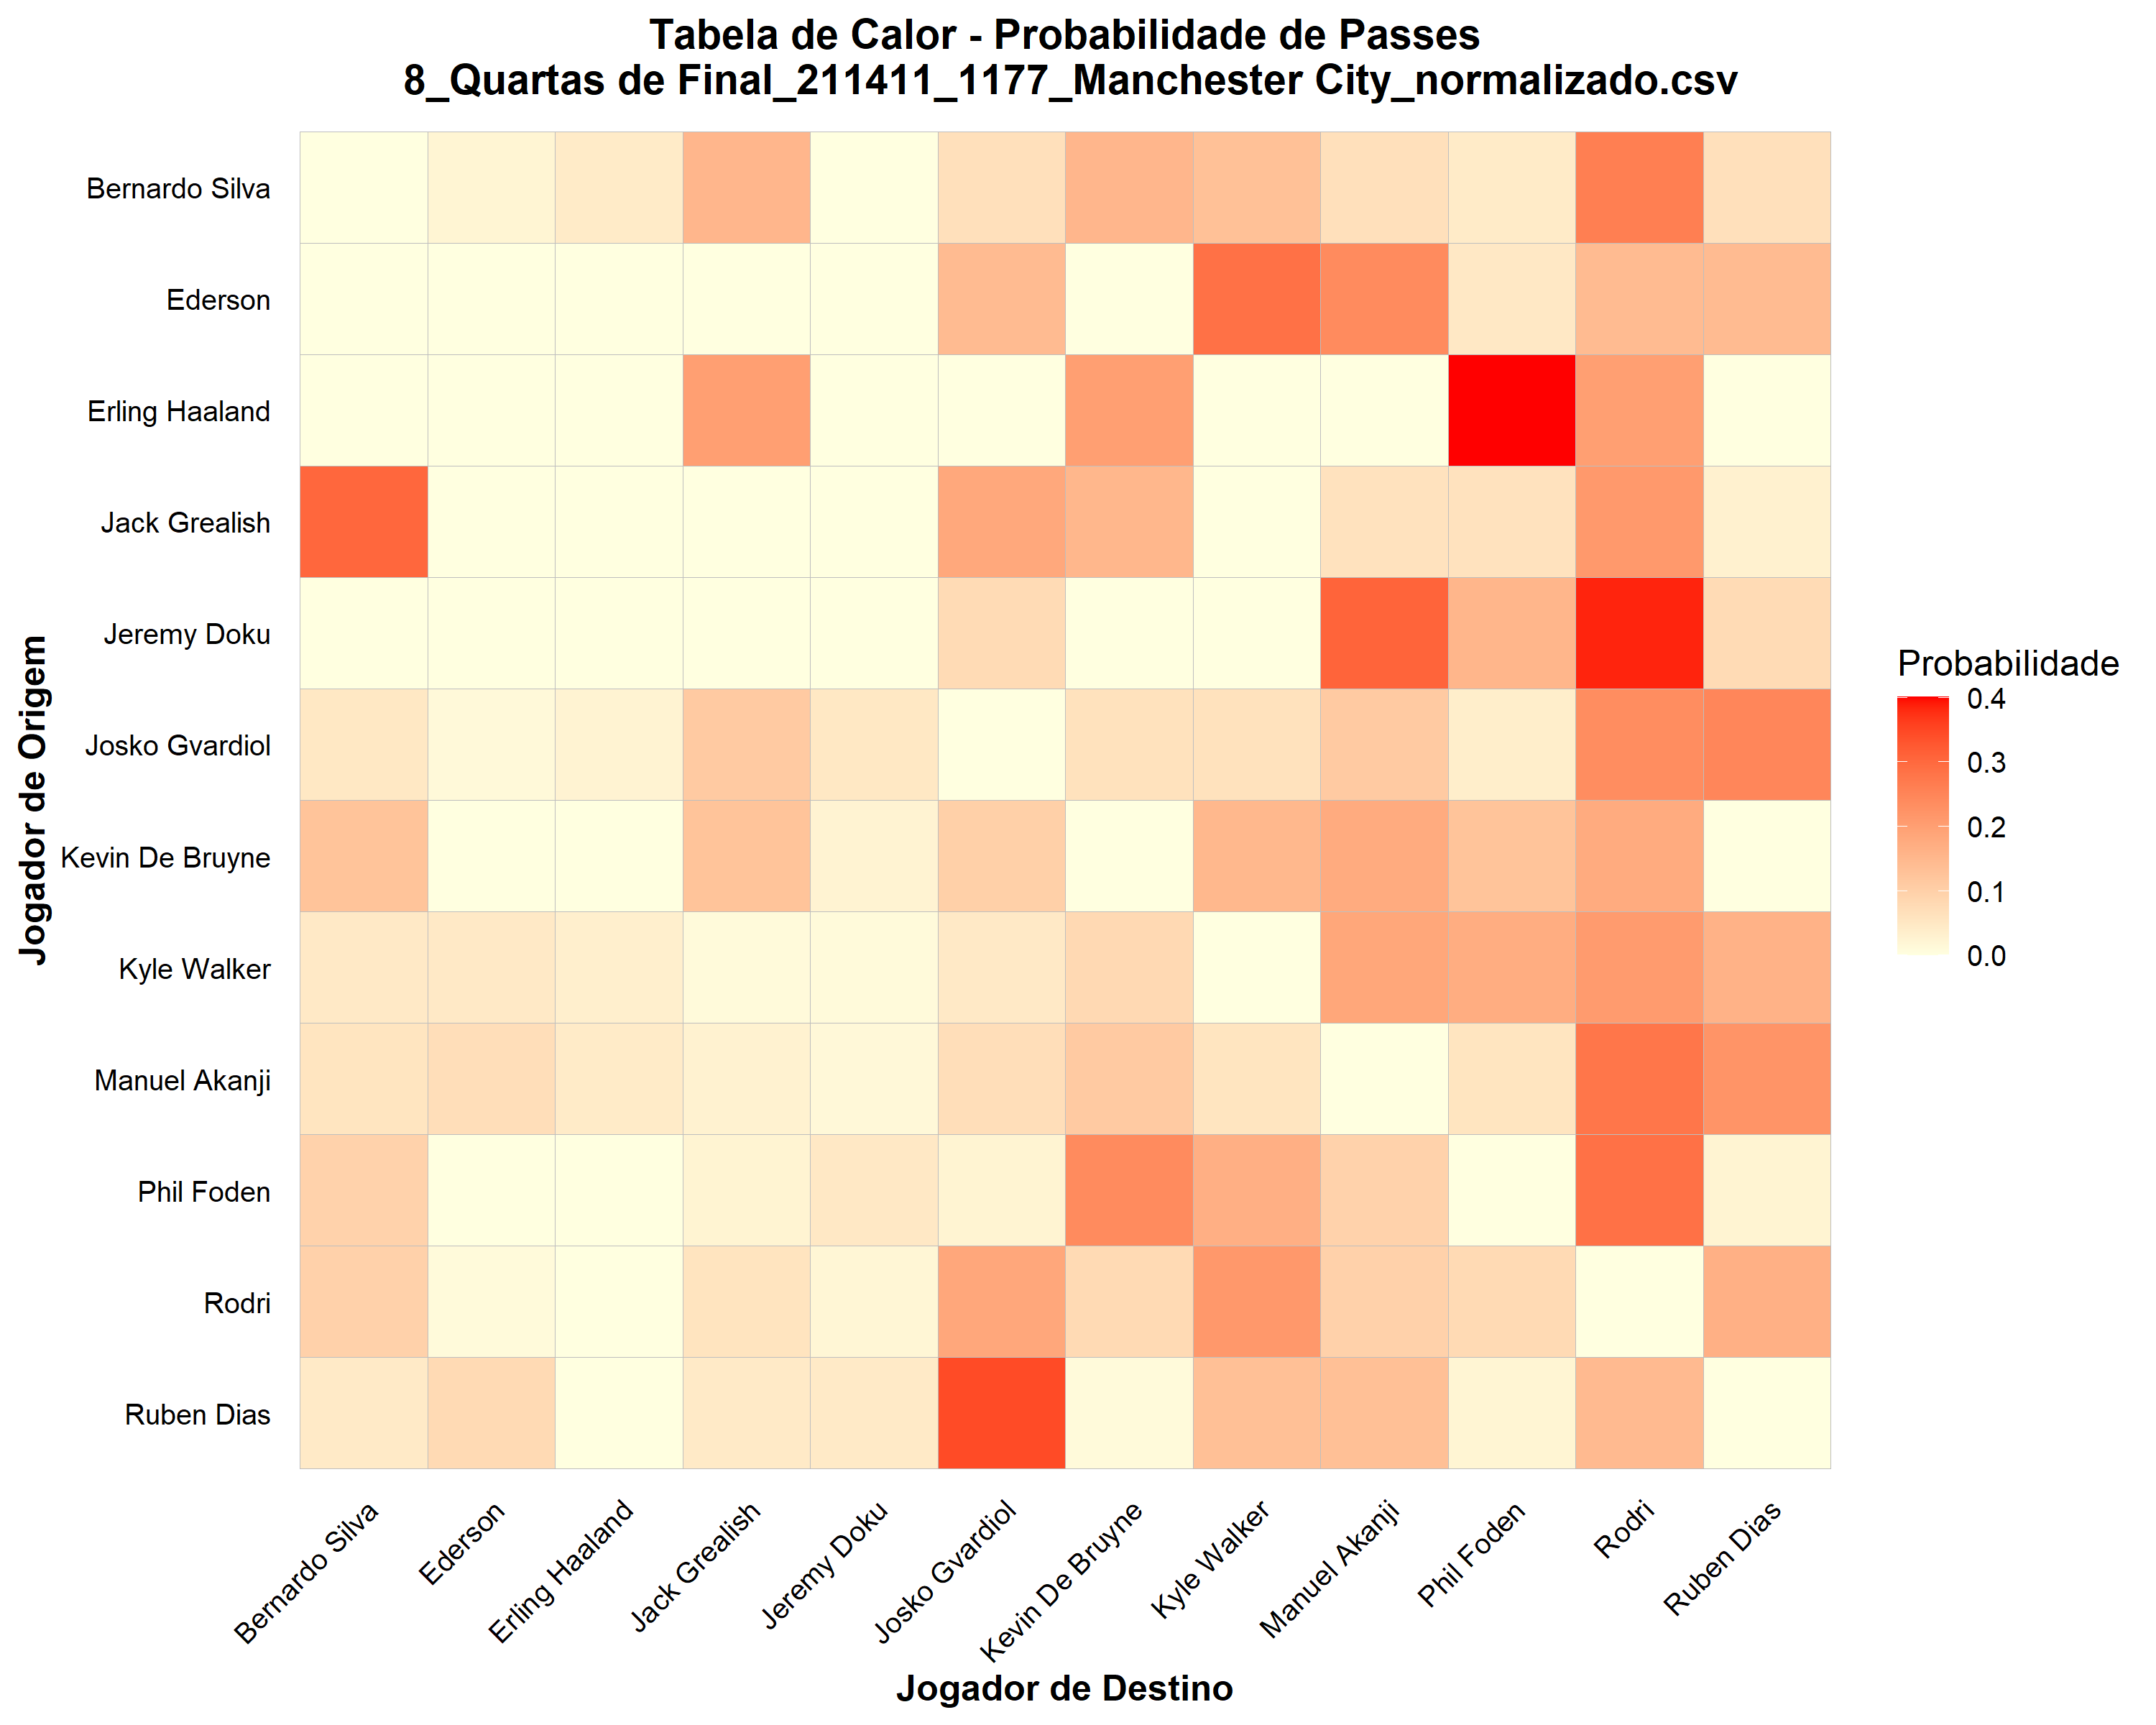 Tabela de Calor - Probabilidade de Passes
8_Quartas de Final_211411_1177_Manchester City_normalizado.csv
Jogador de Origem
Bernardo Silva
Ederson
Erling Haaland
Jack Grealish
Jeremy Doku
Josko Gvardiol
Kevin De Bruyne
Kyle Walker
Manuel Akanji
Phil Foden
Rodri
Ruben Dias
Probabilidade
0.4
0.3
0.2
0.1
0.0
Bernardo Silva
Ederson
Erling Haaland
Jack Grealish
Jeremy Doku
Josko Gvardiol
Kevin De Bruyne
Kyle Walker
Manuel Akanji
Phil Foden
Rodri
Ruben Dias
Jogador de Destino